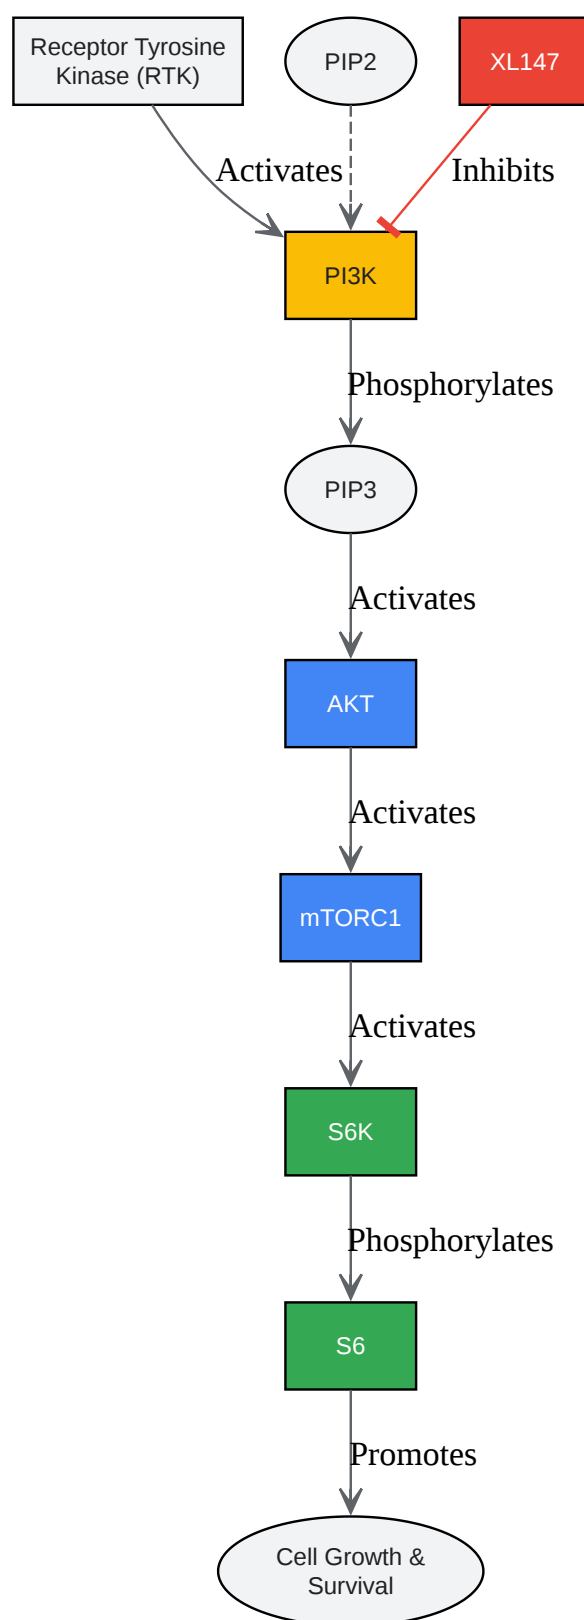 Receptor Tyrosine
Kinase (RTK)
PIP2
XL147
Activates
Inhibits
PI3K
Phosphorylates
PIP3
Activates
AKT
Activates
mTORC1
Activates
S6K
Phosphorylates
S6
Promotes
Cell Growth &
Survival